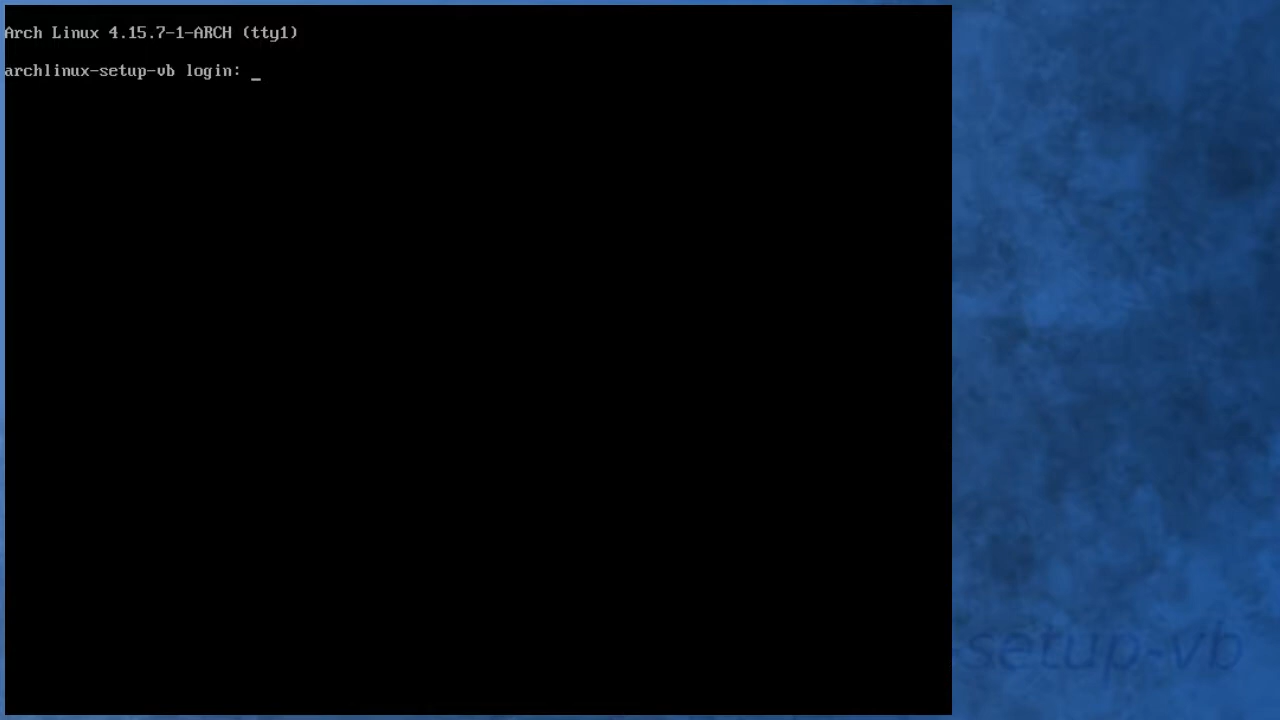 Arch Linux 4.15.7-1-ARCH (tty1)
archlinux-setup-vb login: _
-setup-vb